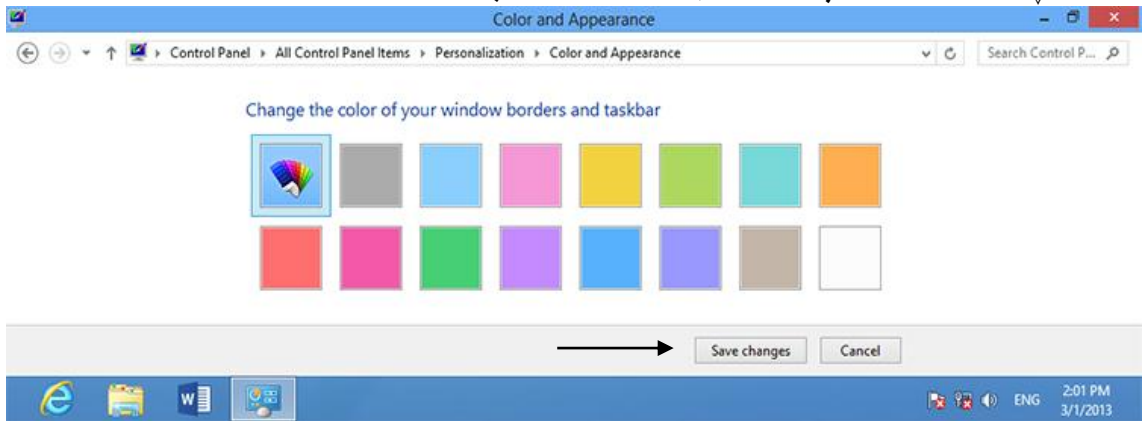 Color and Appearance
Control Panel ▸ All Control Panel Items ▸ Personalization ▸ Color and Appearance
Search Control P...
Change the color of your window borders and taskbar
Save changes
Cancel
W
ENG
2:01 PM
3/1/2013